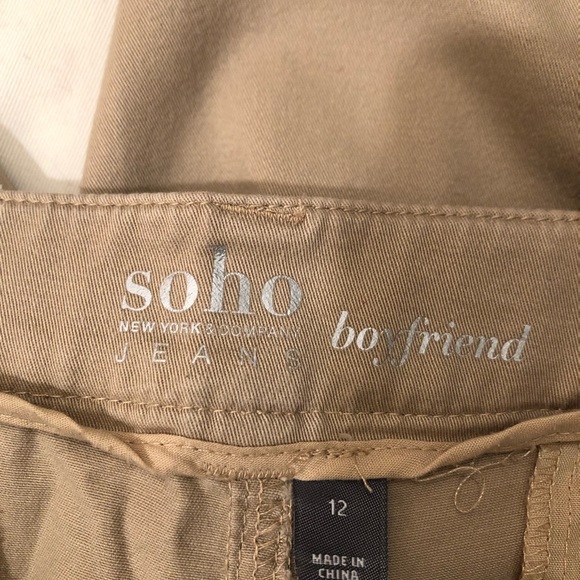 soho
NEW YORK & COMPANY
JEANS
boyfriend
12
MADE IN
CHINA